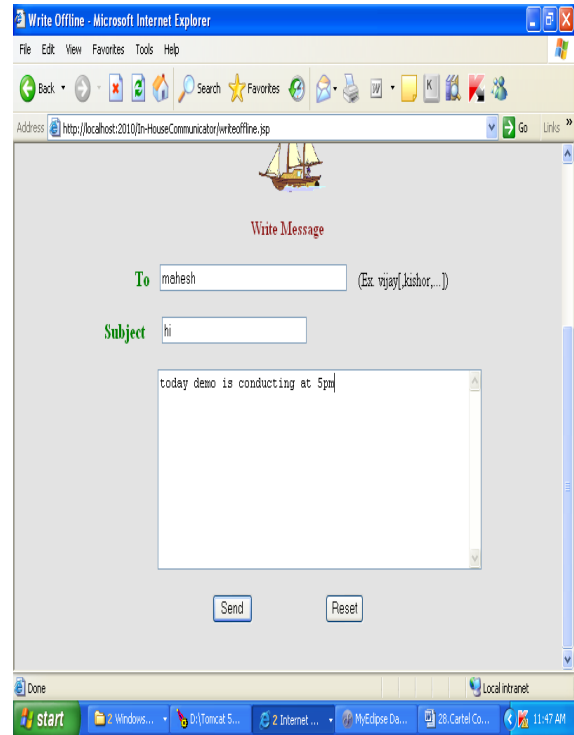 Write Offline - Microsoft Internet Explorer
File Edit View Favorites Tools Help
Back Search Favorites W K
Address http://localhost:2010/In-HouseCommunicator/writeoffline.jsp Go Links »
Write Message
To mahesh (Ex. vijay[,kishor,...])
Subject hi
today demo is conducting at 5pm
Send Reset
Done Local intranet
start 2 Windows... D:\Tomcat 5... 2 Internet ... MyEclipse Da... 28.Cartel Co... 11:47 AM